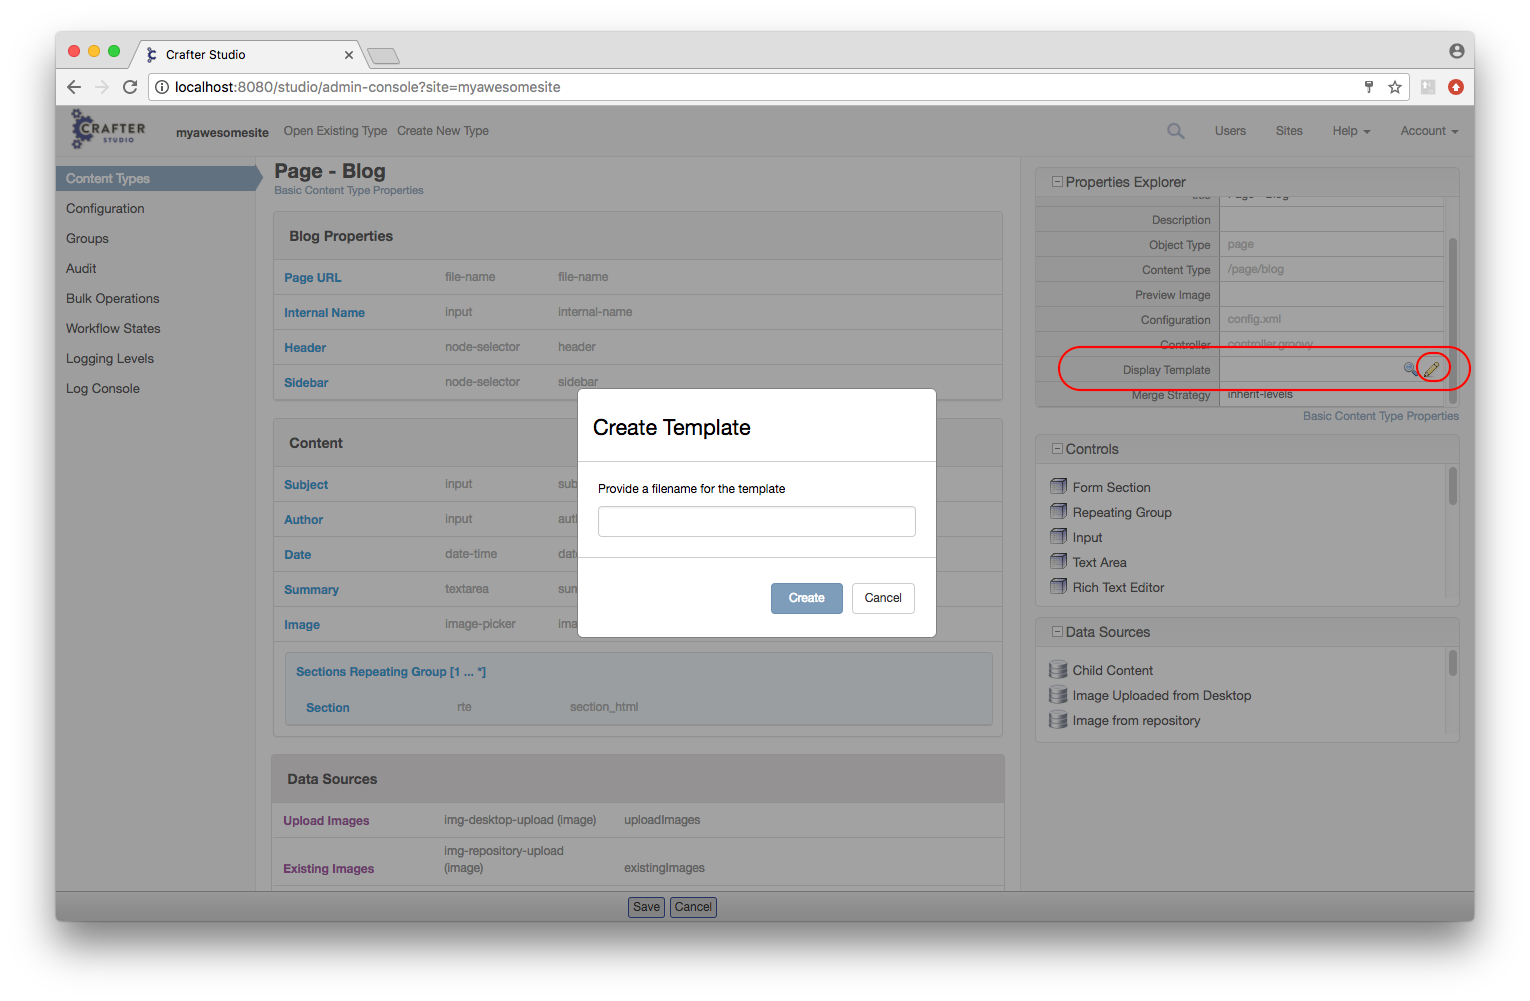 Crafter Studio
localhost:8080/studio/admin-console?site=myawesomesite
CRAFTER
STUDIO
myawesomesite Open Existing Type Create New Type Users Sites Help Account
Content Types
Configuration
Groups
Audit
Bulk Operations
Workflow States
Logging Levels
Log Console
Page - Blog
Basic Content Type Properties
Blog Properties
Page URL file-name file-name
Internal Name input internal-name
Header node-selector header
Sidebar node-selector sidebar
Content
Subject input sub
Author input auth
Date date-time date
Summary textarea sum
Image image-picker ima
Sections Repeating Group [1 ... *]
Section rte section_html
Data Sources
Upload Images img-desktop-upload (image) uploadImages
Existing Images img-repository-upload (image) existingImages
Create Template
Provide a filename for the template
Create Cancel
Properties Explorer
Title Page - Blog
Description
Object Type page
Content Type /page/blog
Preview Image
Configuration config.xml
Controller controller.groovy
Display Template
Merge Strategy inherit-levels
Basic Content Type Properties
Controls
Form Section
Repeating Group
Input
Text Area
Rich Text Editor
Data Sources
Child Content
Image Uploaded from Desktop
Image from repository
Save Cancel